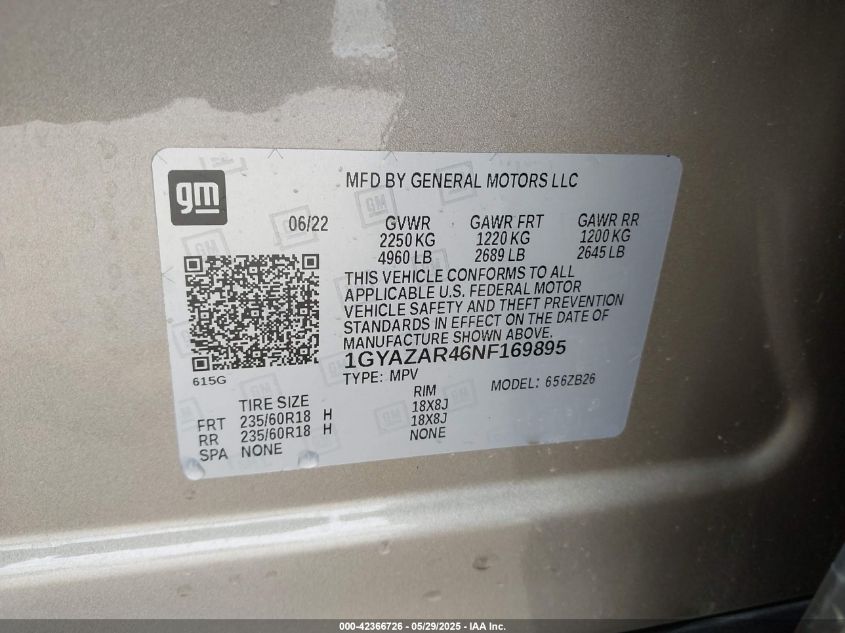 gm
MFD BY GENERAL MOTORS LLC
06/22 GVWR GAWR FRT GAWR RR
2250 KG 1220 KG 1200 KG
4960 LB 2689 LB 2645 LB
THIS VEHICLE CONFORMS TO ALL
APPLICABLE U.S. FEDERAL MOTOR
VEHICLE SAFETY AND THEFT PREVENTION
STANDARDS IN EFFECT ON THE DATE OF
MANUFACTURE SHOWN ABOVE.
1GYAZAR46NF169895
615G
TYPE: MPV MODEL: 656ZB26
TIRE SIZE RIM
FRT 235/60R18 H 18X8J
RR 235/60R18 H 18X8J
SPA NONE NONE
000-42366726 - 05/29/2025 - IAA Inc.